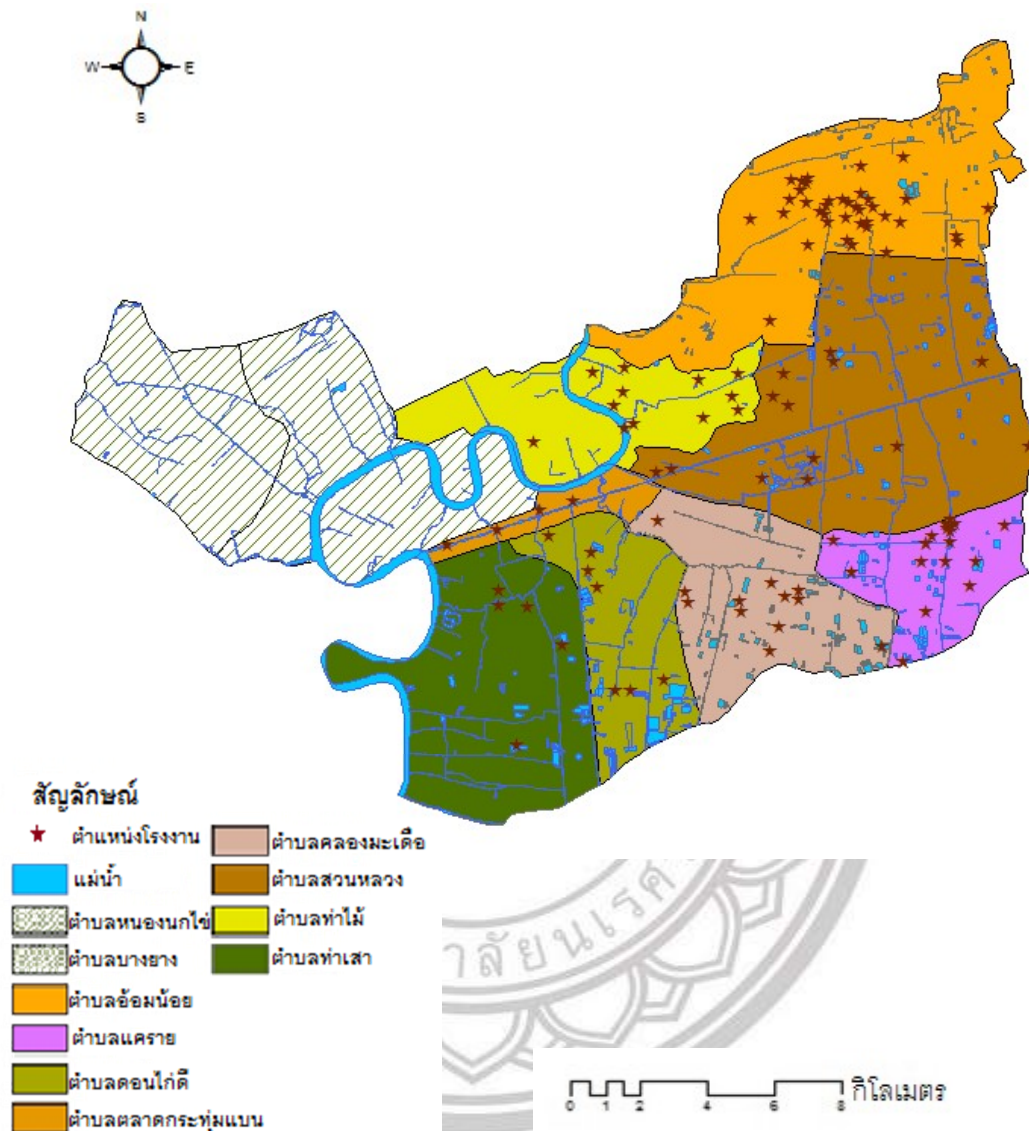 N
W E
S
สัญลักษณ์
ตำแหน่งโรงงาน
แม่น้ำ
ตำบลหนองนกไข่
ตำบลบางยาง
ตำบลอ้อมน้อย
ตำบลแคราย
ตำบลดอนไก่ดี
ตำบลตลาดกระทุ่มแบน
ตำบลคลองมะเดื่อ
ตำบลสวนหลวง
ตำบลท่าไม้
ตำบลท่าเสา
าลัยนเรศ
0 1 2 4 6 8 กิโลเมตร